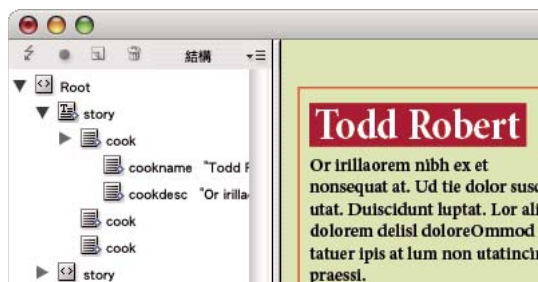 結構
Root
story
cook
cookname "Todd
cookdesc "Or irilla
cook
cook
story
Todd Robert
Or irillaorem nibh ex et
nonsequat at. Ud tie dolor susc
utat. Duiscidunt luptat. Lor ali
dolorem delisl doloreOmmod
tatuer ipis at lum non utatincin
praessi.